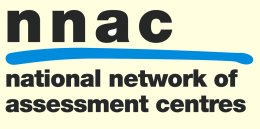 nnac
national network of
assessment centres